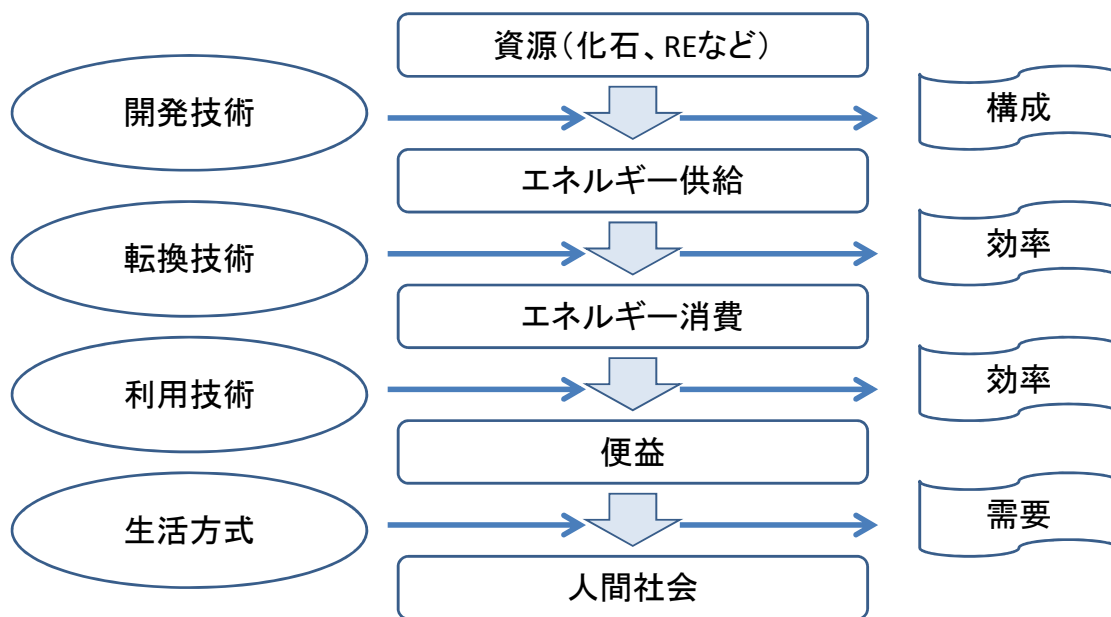 資源(化石、REなど)
開発技術
構成
エネルギー供給
転換技術
効率
エネルギー消費
利用技術
効率
便益
生活方式
需要
人間社会